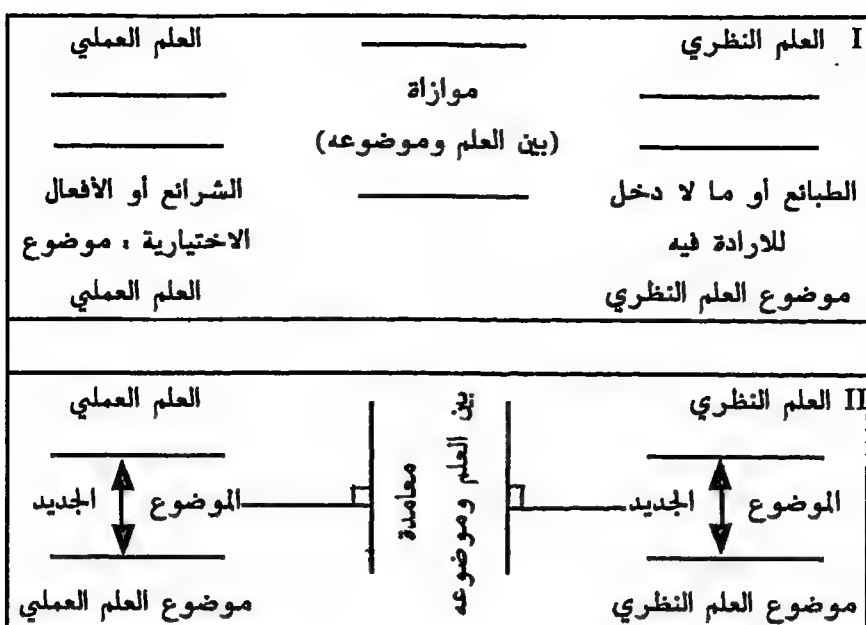 I العلم النظري
العلم العملي
موازاة
(بين العلم وموضوعه)
الطبائع أو ما لا دخل
للارادة فيه
موضوع العلم النظري
الشرائع أو الأفعال
الاختيارية : موضوع
العلم العملي
II العلم النظري
العلم العملي
الموضوع الجديد
بين العلم وموضوعه
معامدة
الموضوع الجديد
موضوع العلم النظري
موضوع العلم العملي